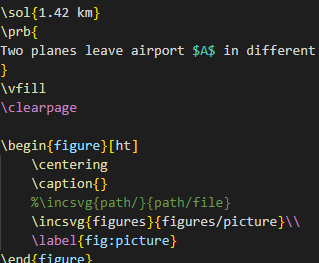 \sol{1.42 km}
\prb{
Two planes leave airport $A$ in different
}
\vfill
\clearpage
\begin{figure}[ht]
\centering
\caption{}
%\incsvg{path/}{path/file}
\incsvg{figures}{figures/picture}\\
\label{fig:picture}
\end{figure}